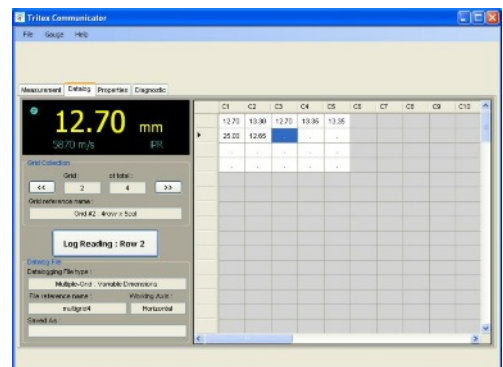 Tritex Communicator
File Gauge Help
Measurement Datalog Properties Diagnostic
12.70 mm
5870 m/s IPR
Grid Collection
Grid : of total :
<< 2 4 >>
Grid reference name :
Grid #2 : 4row x 5col
Log Reading : Row 2
Datalog File
Datalogging File type :
Multiple-Grid : Variable Dimensions
File reference name : Working Axis :
multigrid4 Horizontal
Saved As :
C1 C2 C3 C4 C5 C6 C7 C8 C9 C10
12.70 13.30 12.70 13.35 13.35
25.00 12.65 . . .
. . . . .
. . . . .